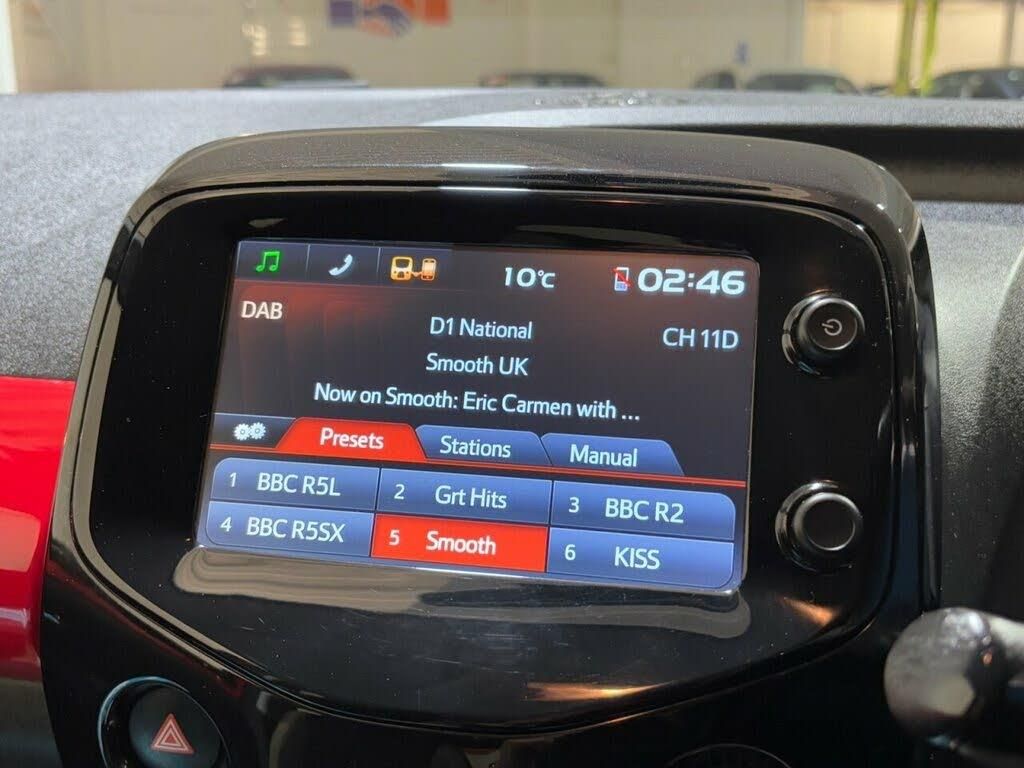 10℃ 02:46
DAB
D1 National
CH 11D
Smooth UK
Now on Smooth: Eric Carmen with ...
Presets Stations Manual
1 BBC R5L 2 Grt Hits 3 BBC R2
4 BBC R5SX 5 Smooth 6 KISS